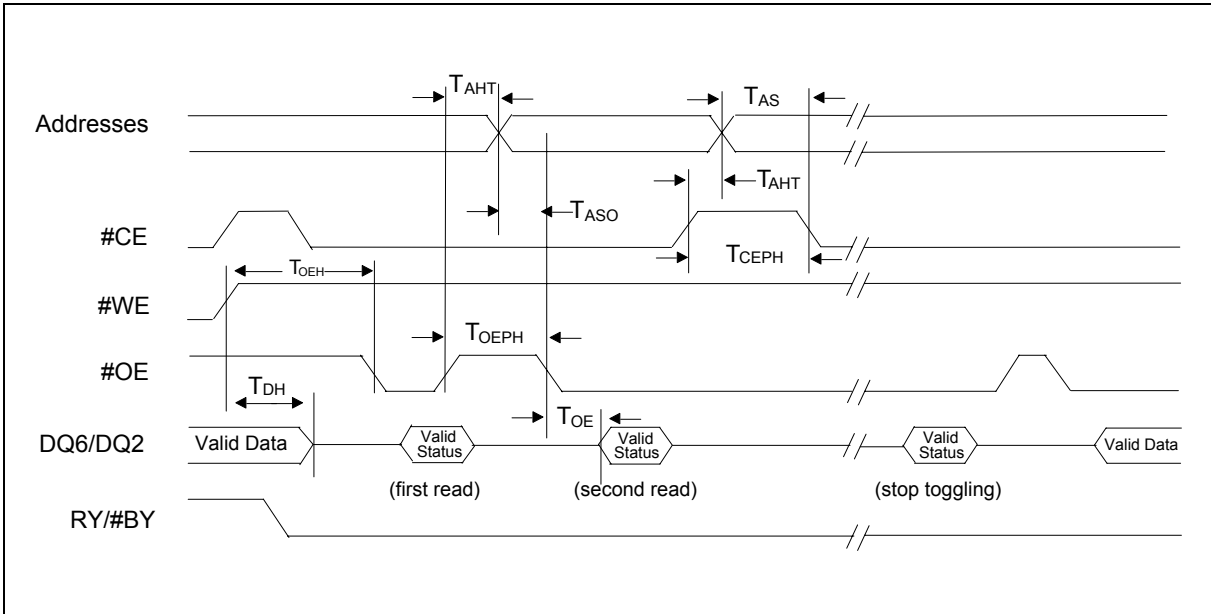 TAHT
TAS
Addresses
TAHT
TASO
#CE
TCEPH
TOEH
#WE
TOEPH
#OE
TDH
TOE
DQ6/DQ2
Valid Data
Valid
Status
Valid
Status
Valid
Status
Valid Data
(first read)
(second read)
(stop toggling)
RY/#BY